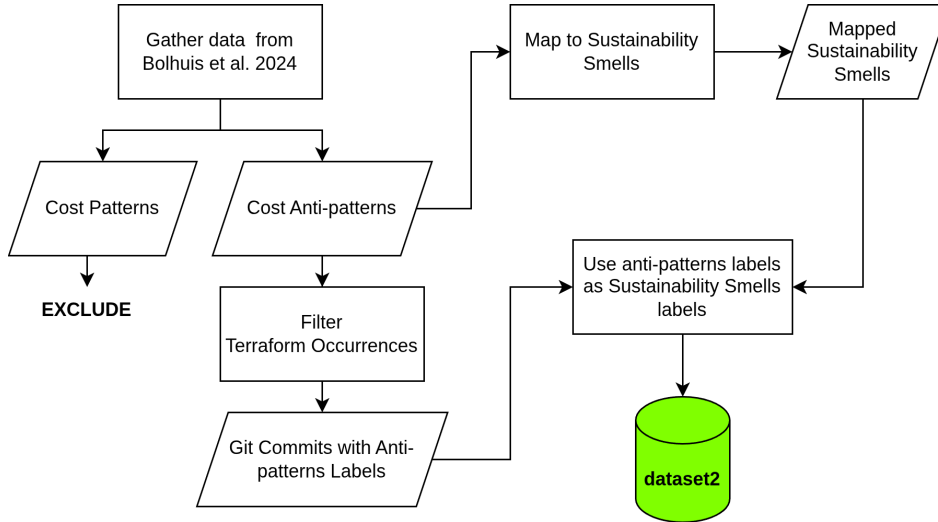 Gather data from
Bolhuis et al. 2024
Map to Sustainability
Smells
Mapped
Sustainability
Smells
Cost Patterns
Cost Anti-patterns
EXCLUDE
Filter
Terraform Occurrences
Use anti-patterns labels
as Sustainability Smells
labels
Git Commits with Anti-
patterns Labels
dataset2